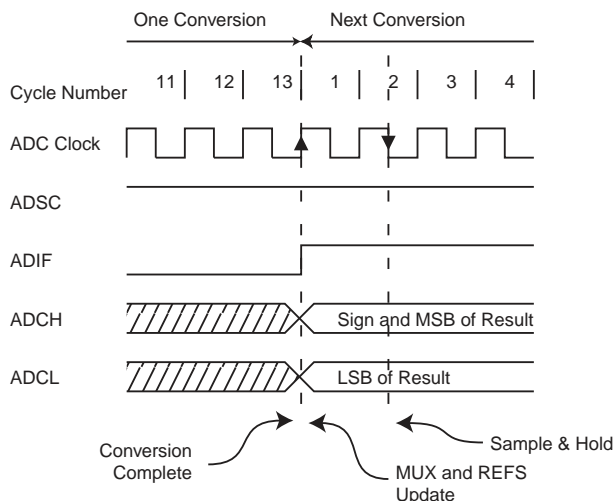 One Conversion Next Conversion
Cycle Number 11 12 13 1 2 3 4
ADC Clock
ADSC
ADIF
ADCH Sign and MSB of Result
ADCL LSB of Result
Conversion
Complete
MUX and REFS
Update
Sample & Hold